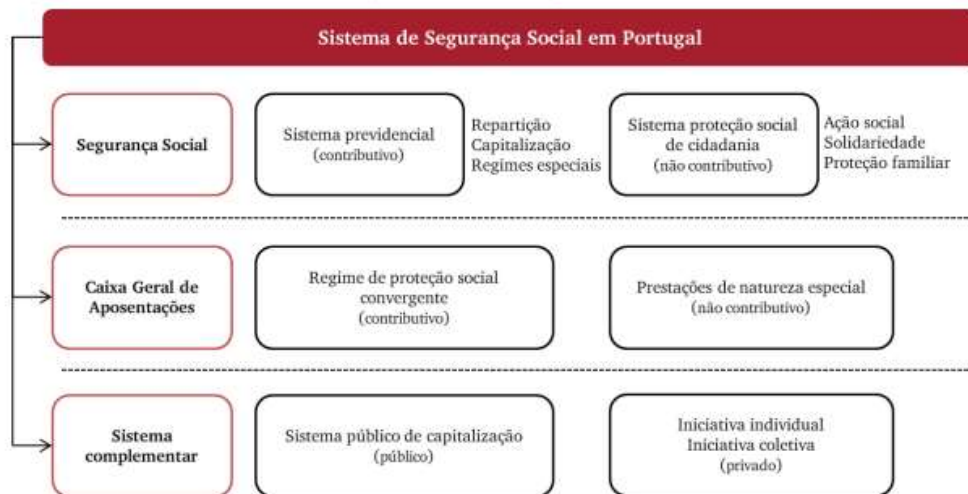 Sistema de Segurança Social em Portugal
Segurança Social
Sistema previdencial
(contributivo)
Repartição
Capitalização
Regimes especiais
Sistema proteção social
de cidadania
(não contributivo)
Ação social
Solidariedade
Proteção familiar
Caixa Geral de
Aposentações
Regime de proteção social
convergente
(contributivo)
Prestações de natureza especial
(não contributivo)
Sistema
complementar
Sistema público de capitalização
(público)
Iniciativa individual
Iniciativa coletiva
(privado)